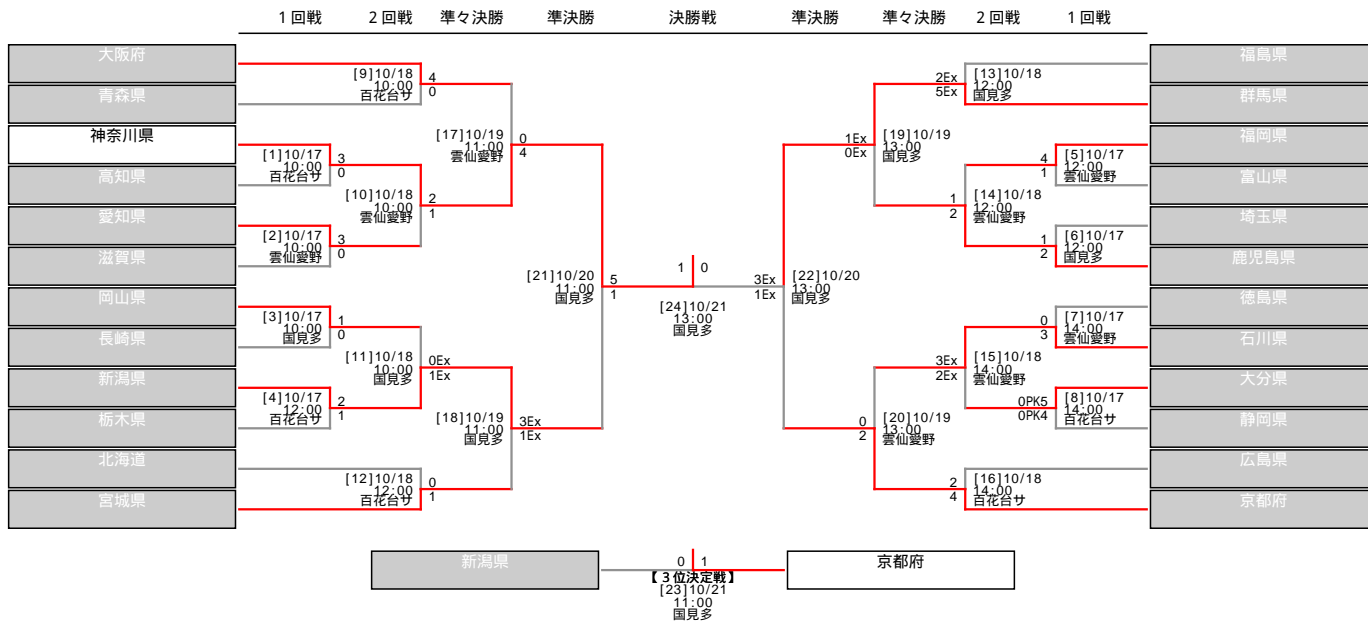 １回戦 ２回戦 準々決勝 準決勝 決勝戦 準決勝 準々決勝 ２回戦 １回戦
大阪府
青森県
神奈川県
高知県
愛知県
滋賀県
岡山県
長崎県
新潟県
栃木県
北海道
宮城県
[9]10/18
10:00
百花台サ
4
0
[1]10/17
10:00
百花台サ
3
0
[10]10/18
10:00
雲仙愛野
2
1
[2]10/17
10:00
雲仙愛野
3
0
[17]10/19
11:00
雲仙愛野
0
4
[3]10/17
10:00
国見多
1
0
[11]10/18
10:00
国見多
0Ex
1Ex
[4]10/17
12:00
百花台サ
2
1
[18]10/19
11:00
国見多
3Ex
1Ex
[12]10/18
12:00
百花台サ
0
1
[21]10/20
11:00
国見多
5
1
1 0
[24]10/21
13:00
国見多
3Ex
1Ex
[22]10/20
13:00
国見多
1Ex
0Ex
[19]10/19
13:00
国見多
2Ex
5Ex
[13]10/18
12:00
国見多
4
1
[5]10/17
12:00
雲仙愛野
1
2
[14]10/18
12:00
雲仙愛野
1
2
[6]10/17
12:00
国見多
0
3
[7]10/17
14:00
雲仙愛野
3Ex
2Ex
[15]10/18
14:00
雲仙愛野
0PK5
0PK4
[8]10/17
14:00
百花台サ
0
2
[20]10/19
13:00
雲仙愛野
2
4
[16]10/18
14:00
百花台サ
福島県
群馬県
福岡県
富山県
埼玉県
鹿児島県
徳島県
石川県
大分県
静岡県
広島県
京都府
新潟県
0 1
京都府
【３位決定戦】
[23]10/21
11:00
国見多